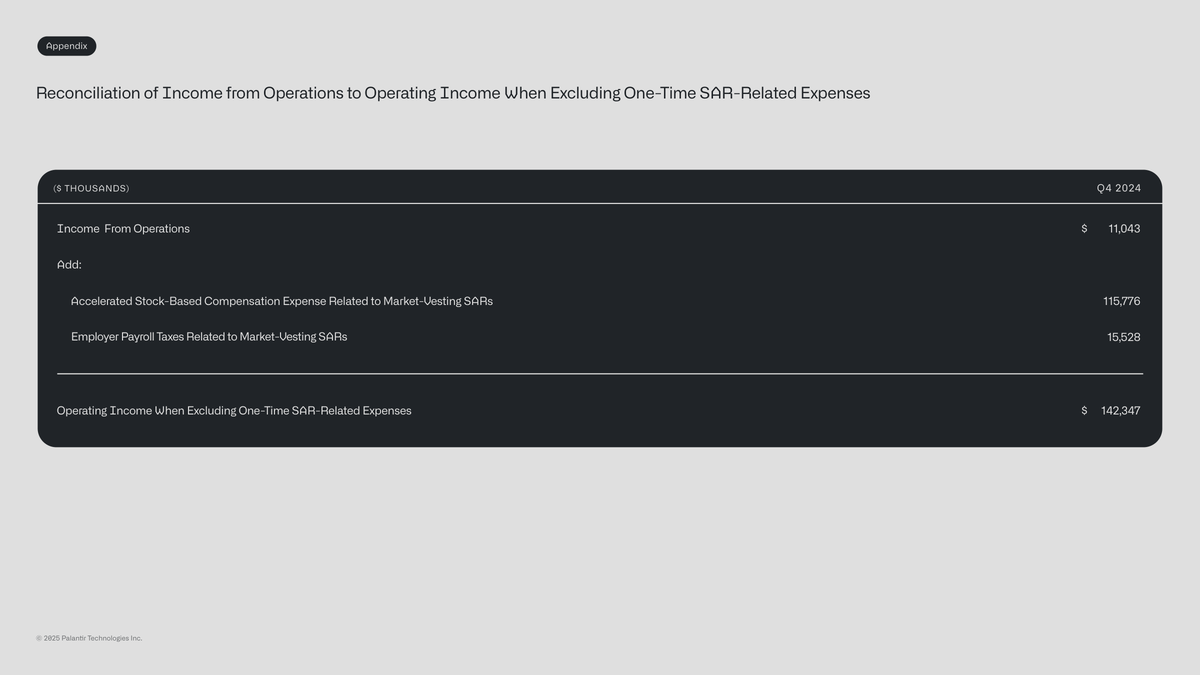 Appendix
Reconciliation of Income from Operations to Operating Income When Excluding One-Time SAR-Related Expenses
($ THOUSANDS) Q4 2024
Income From Operations $ 11,043
Add:
Accelerated Stock-Based Compensation Expense Related to Market-Vesting SARs 115,776
Employer Payroll Taxes Related to Market-Vesting SARs 15,528
Operating Income When Excluding One-Time SAR-Related Expenses $ 142,347
© 2025 Palantir Technologies Inc.